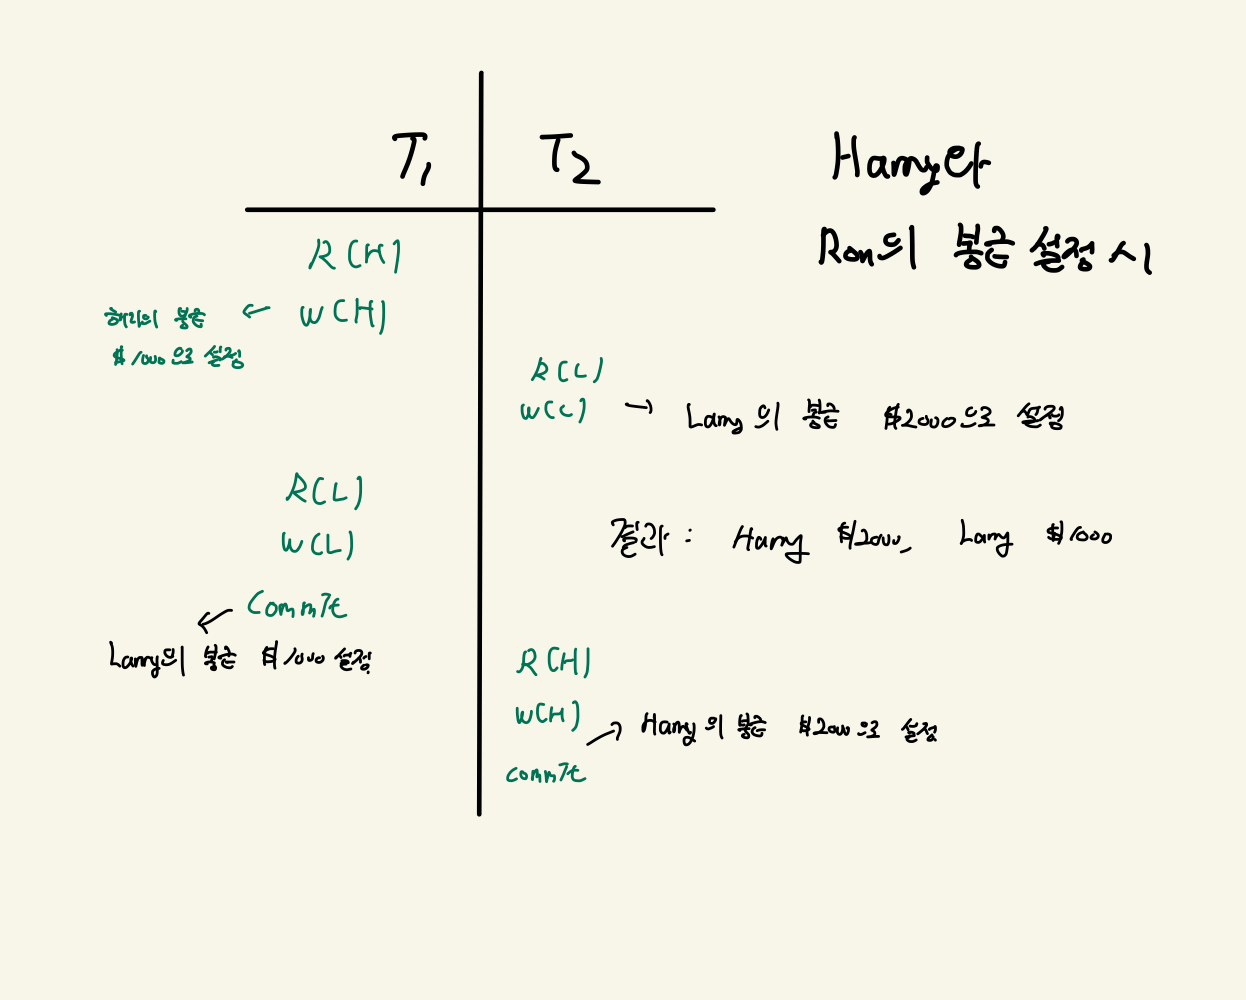 T1 T2
Harry와
Ron의 봉급 설정 시
R(H)
해리의 봉급 ← W(H)
$1000으로 설정
R(L)
W(L) → Larry의 봉급 $2000으로 설정
R(L)
W(L)
결과 : Harry $2000, Larry $1000
Commit
Larry의 봉급 $1000 설정.
R(H)
W(H)
Harry의 봉급 $2000으로 설정
commit